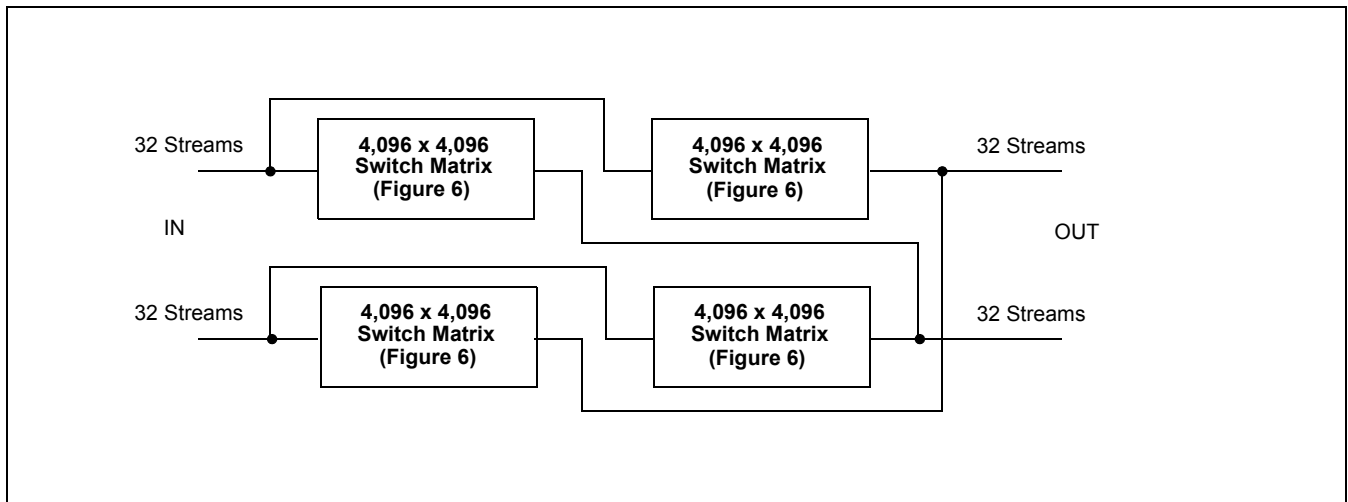 32 Streams
4,096 x 4,096
Switch Matrix
(Figure 6)
4,096 x 4,096
Switch Matrix
(Figure 6)
32 Streams
IN
OUT
32 Streams
4,096 x 4,096
Switch Matrix
(Figure 6)
4,096 x 4,096
Switch Matrix
(Figure 6)
32 Streams